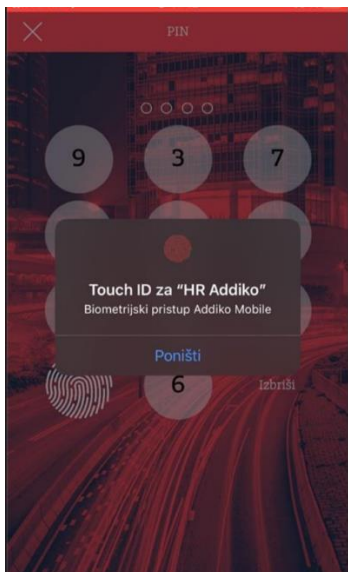 PIN
9 3 7
Touch ID za “HR Addiko”
Biometrijski pristup Addiko Mobile
Poništi
6 Izbriši